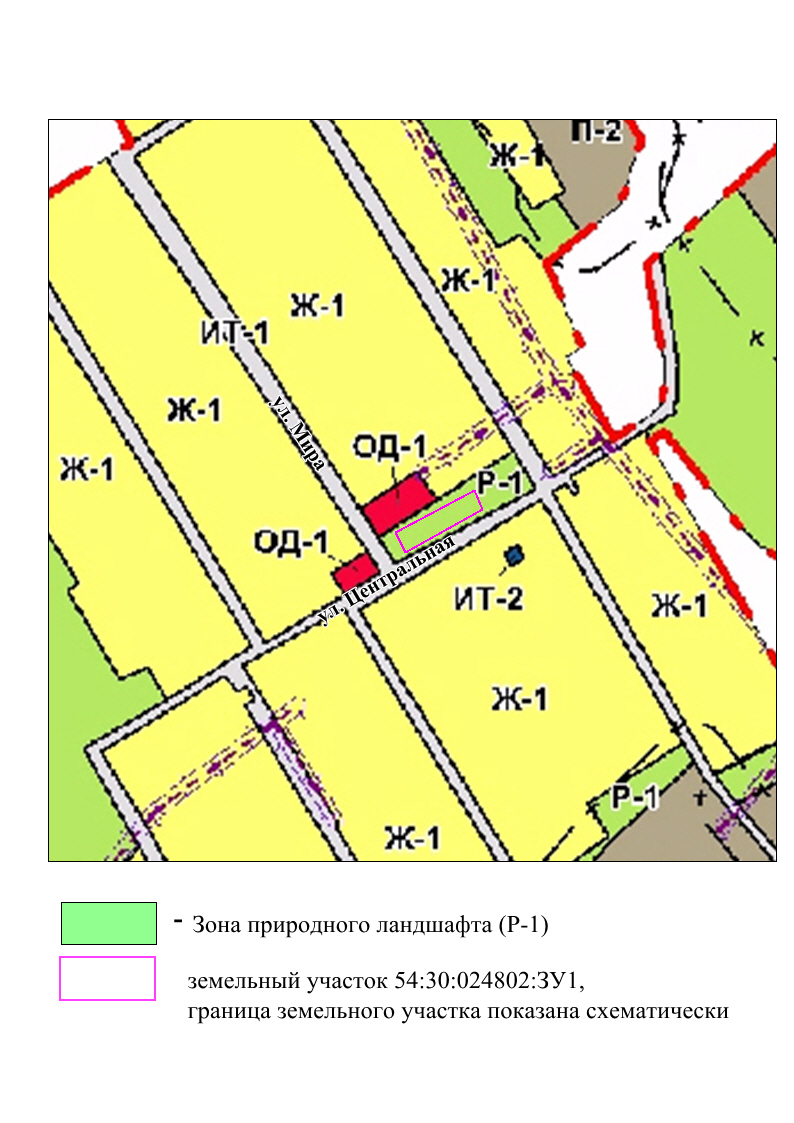 П-2
Ж-1
Ж-1
Ж-1
ИТ-1
Ж-1
Ж-1
ул. Мира
ОД-1
Р-1
ОД-1
ул. Центральная
ИТ-2
Ж-1
Ж-1
Р-1
Ж-1
- Зона природного ландшафта (Р-1)
земельный участок 54:30:024802:ЗУ1,
граница земельного участка показана схематически